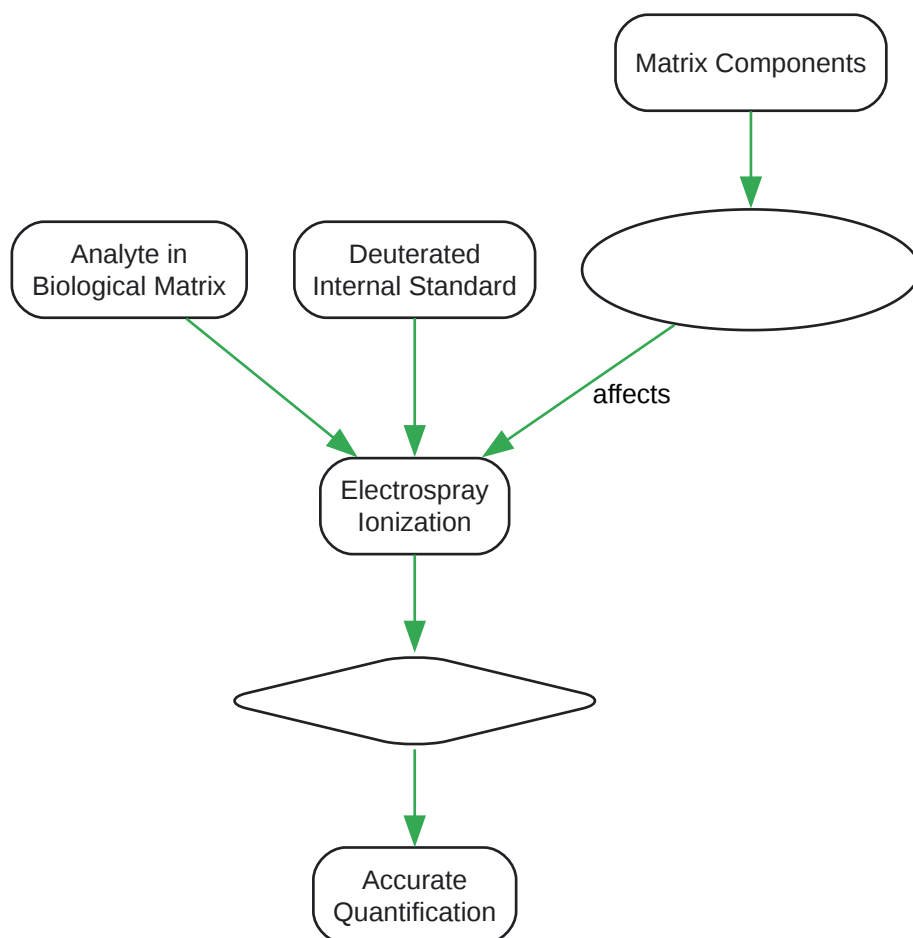 Matrix Components
Analyte in
Biological Matrix
Deuterated
Internal Standard
affects
Electrospray
Ionization
Accurate
Quantification